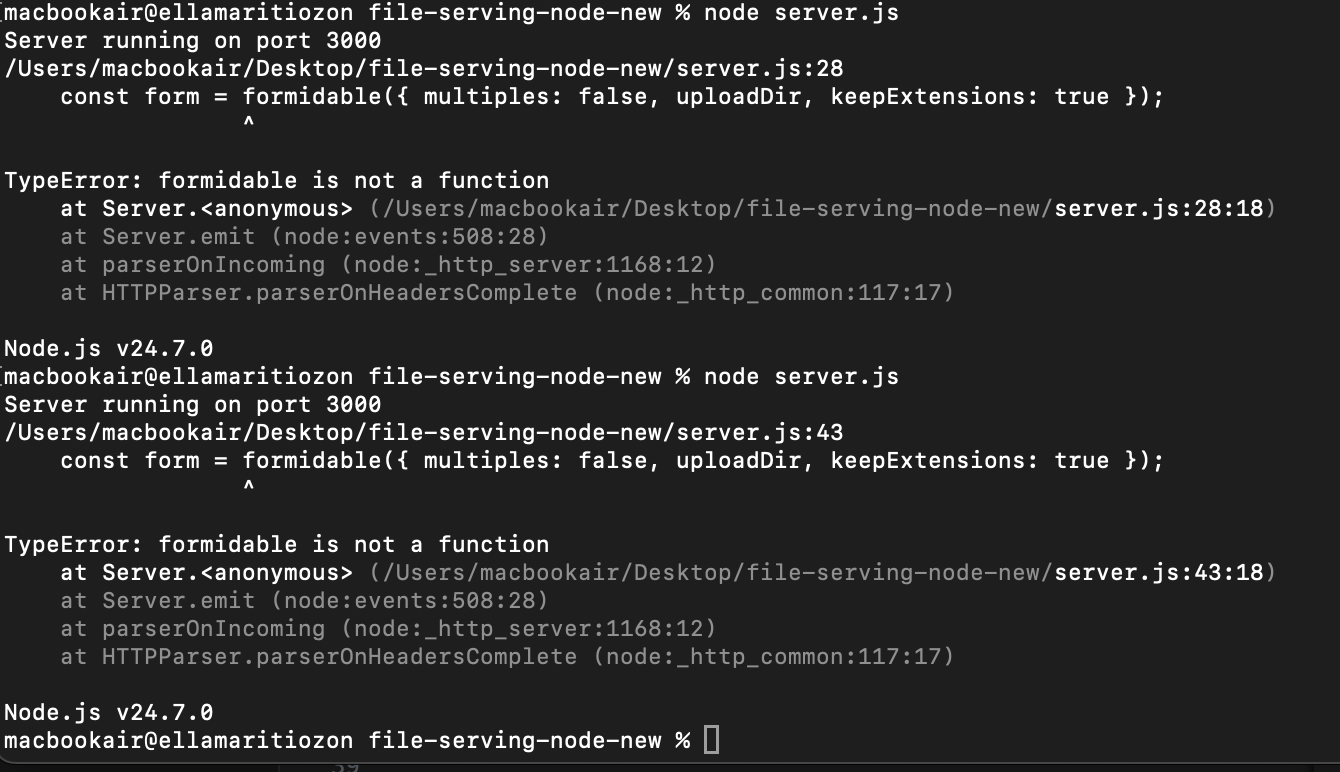 macbookair@ellamaritiozon file-serving-node-new % node server.js
Server running on port 3000
/Users/macbookair/Desktop/file-serving-node-new/server.js:28
    const form = formidable({ multiples: false, uploadDir, keepExtensions: true });
                 ^
TypeError: formidable is not a function
    at Server.<anonymous> (/Users/macbookair/Desktop/file-serving-node-new/server.js:28:18)
    at Server.emit (node:events:508:28)
    at parserOnIncoming (node:_http_server:1168:12)
    at HTTPParser.parserOnHeadersComplete (node:_http_common:117:17)
Node.js v24.7.0
macbookair@ellamaritiozon file-serving-node-new % node server.js
Server running on port 3000
/Users/macbookair/Desktop/file-serving-node-new/server.js:43
    const form = formidable({ multiples: false, uploadDir, keepExtensions: true });
                 ^
TypeError: formidable is not a function
    at Server.<anonymous> (/Users/macbookair/Desktop/file-serving-node-new/server.js:43:18)
    at Server.emit (node:events:508:28)
    at parserOnIncoming (node:_http_server:1168:12)
    at HTTPParser.parserOnHeadersComplete (node:_http_common:117:17)
Node.js v24.7.0
macbookair@ellamaritiozon file-serving-node-new %